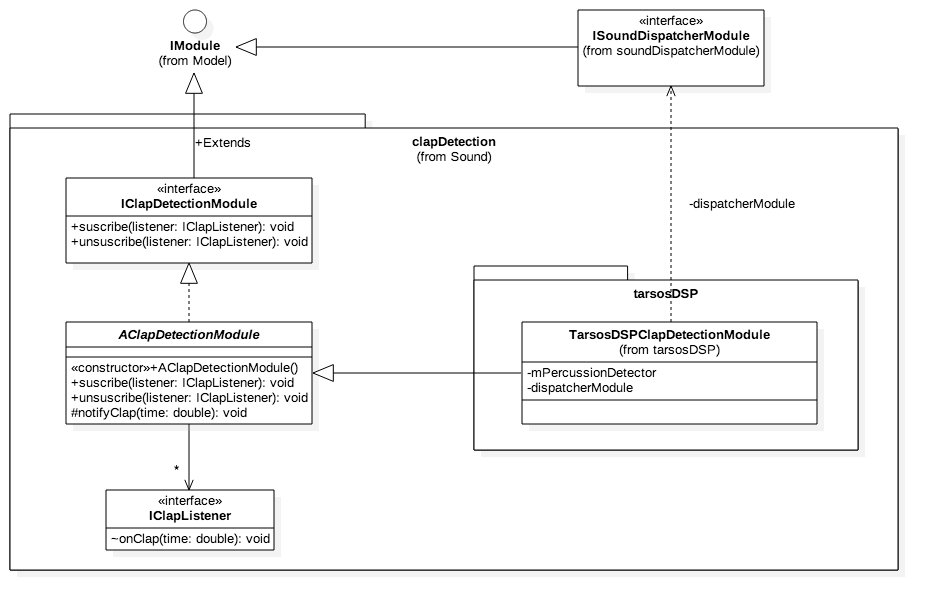 «interface»
ISoundDispatcherModule
(from soundDispatcherModule)
IModule
(from Model)
+Extends
clapDetection
(from Sound)
«interface»
IClapDetectionModule
+suscribe(listener: IClapListener): void
+unsuscribe(listener: IClapListener): void
-dispatcherModule
tarsosDSP
AClapDetectionModule
«constructor»+AClapDetectionModule()
+suscribe(listener: IClapListener): void
+unsuscribe(listener: IClapListener): void
#notifyClap(time: double): void
TarsosDSPClapDetectionModule
(from tarsosDSP)
-mPercussionDetector
-dispatcherModule
*
«interface»
IClapListener
~onClap(time: double): void